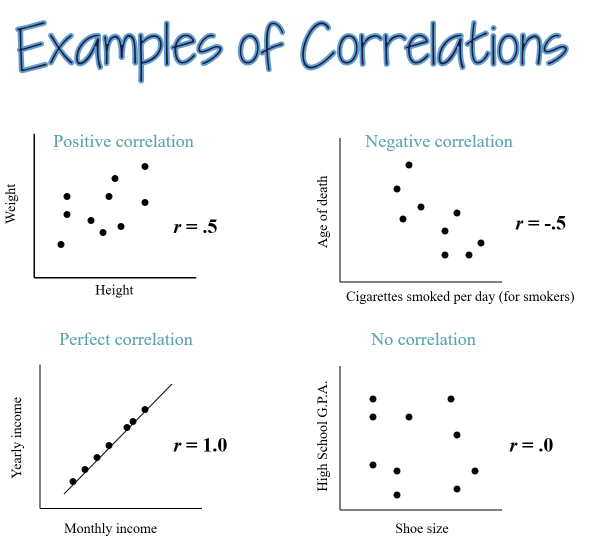 Examples of Correlations
Positive correlation
Weight
r = .5
Height
Negative correlation
Age of death
r = -.5
Cigarettes smoked per day (for smokers)
Perfect correlation
Yearly income
r = 1.0
Monthly income
No correlation
High School G.P.A.
r = .0
Shoe size